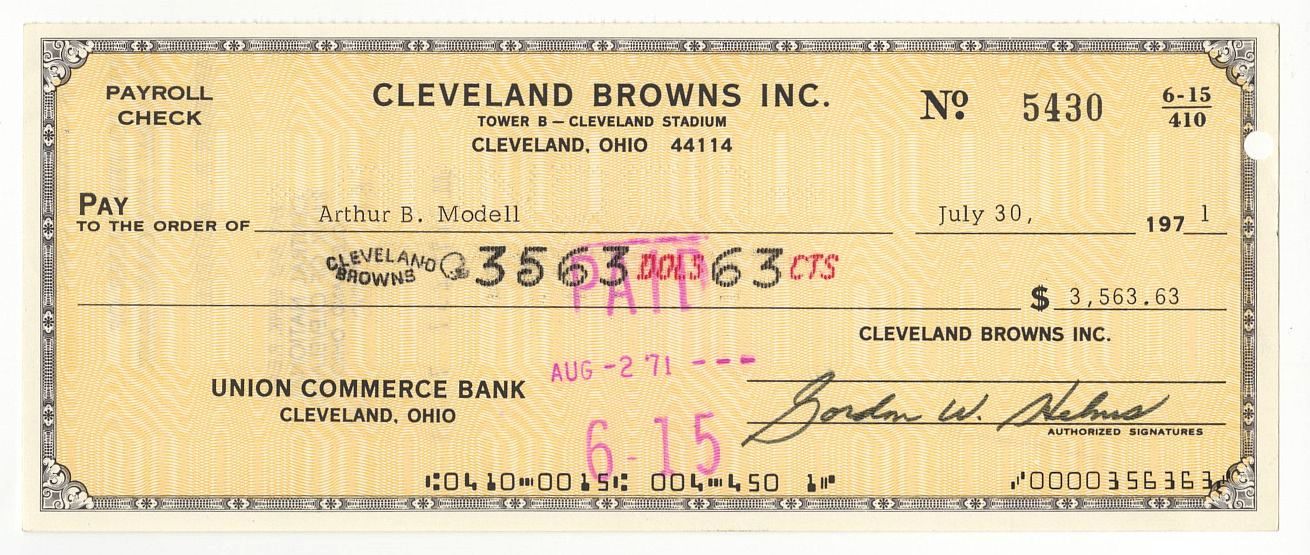 PAYROLL CHECK
CLEVELAND BROWNS INC.
TOWER B — CLEVELAND STADIUM
CLEVELAND, OHIO 44114
No. 5430
6-15
410
PAY
TO THE ORDER OF Arthur B. Modell July 30, 1971
CLEVELAND BROWNS 3563 DOLS 63 CTS
PAID
$ 3,563.63
CLEVELAND BROWNS INC.
AUG -2 '71 - - -
UNION COMMERCE BANK
CLEVELAND, OHIO
Gordon W. Helms
AUTHORIZED SIGNATURES
6-15
⑆0410⑉0015⑆ 004⑉450 1⑈ ⑈0000356363⑈